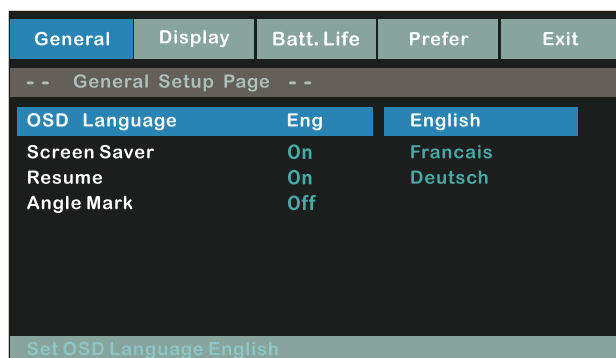 General Display Batt. Life Prefer Exit
-- General Setup Page --
OSD Language Eng English
Screen Saver On Francais
Resume On Deutsch
Angle Mark Off
Set OSD Language English